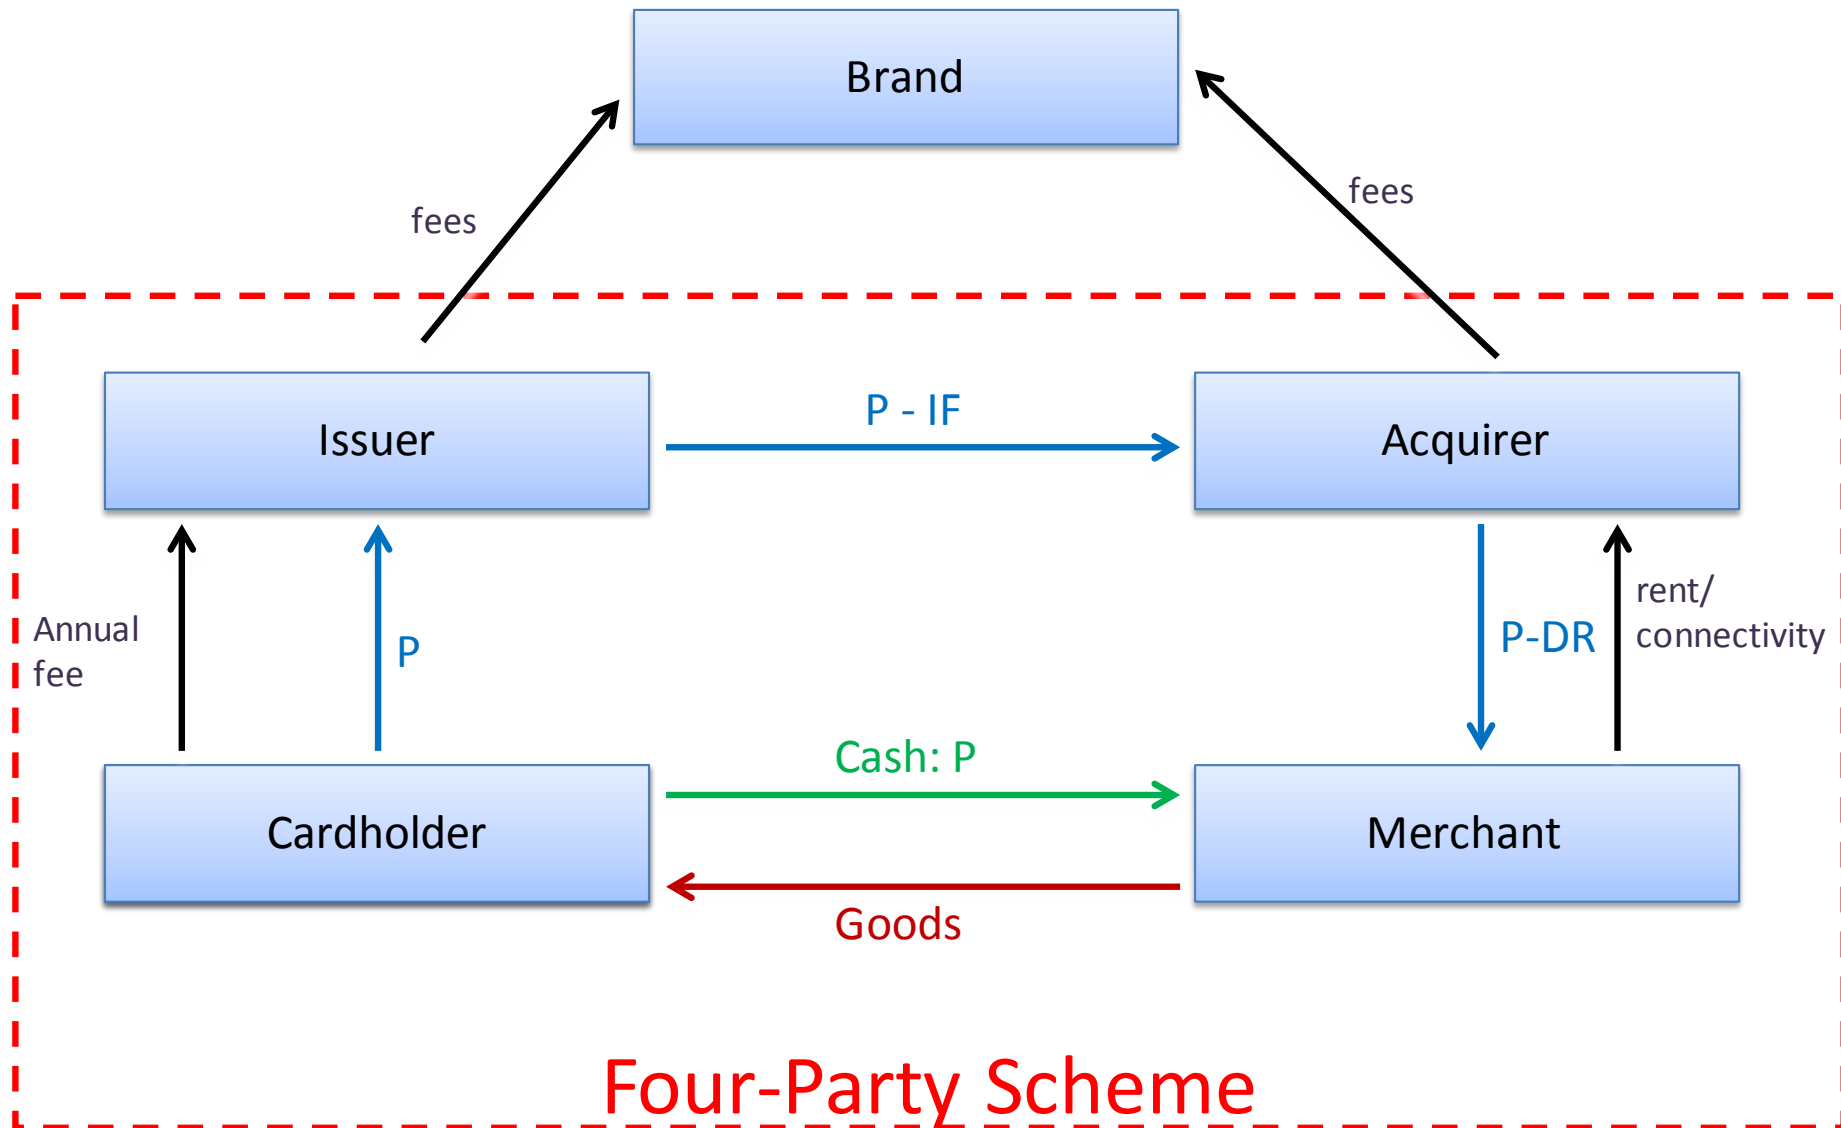 Brand
fees
fees
P - IF
Issuer
Acquirer
Annual
fee
P
P-DR
rent/
connectivity
Cash: P
Cardholder
Merchant
Goods
Four-Party Scheme